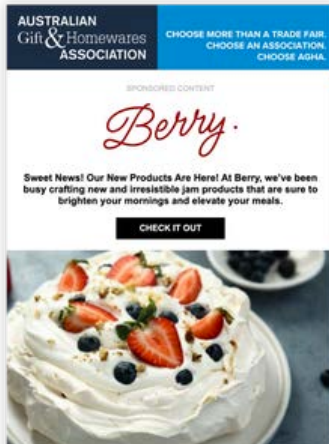 AUSTRALIAN
Gift & Homewares
ASSOCIATION
CHOOSE MORE THAN A TRADE FAIR.
CHOOSE AN ASSOCIATION.
CHOOSE AGHA.
SPONSORED CONTENT
Berry.
Sweet News! Our New Products Are Here! At Berry, we've been
busy crafting new and irresistible jam products that are sure to
brighten your mornings and elevate your meals.
CHECK IT OUT